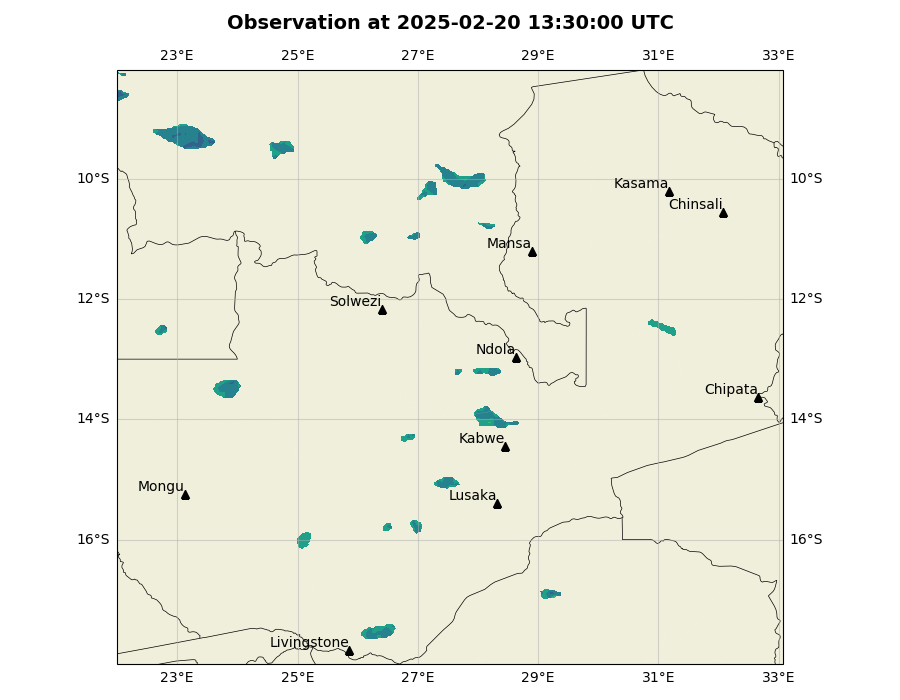 Observation at 2025-02-20 13:30:00 UTC
23°E 25°E 27°E 29°E 31°E 33°E
10°S 10°S
Kasama
Chinsali
Mansa
12°S 12°S
Solwezi
Ndola
Chipata
14°S 14°S
Kabwe
Mongu
Lusaka
16°S 16°S
Livingstone
23°E 25°E 27°E 29°E 31°E 33°E